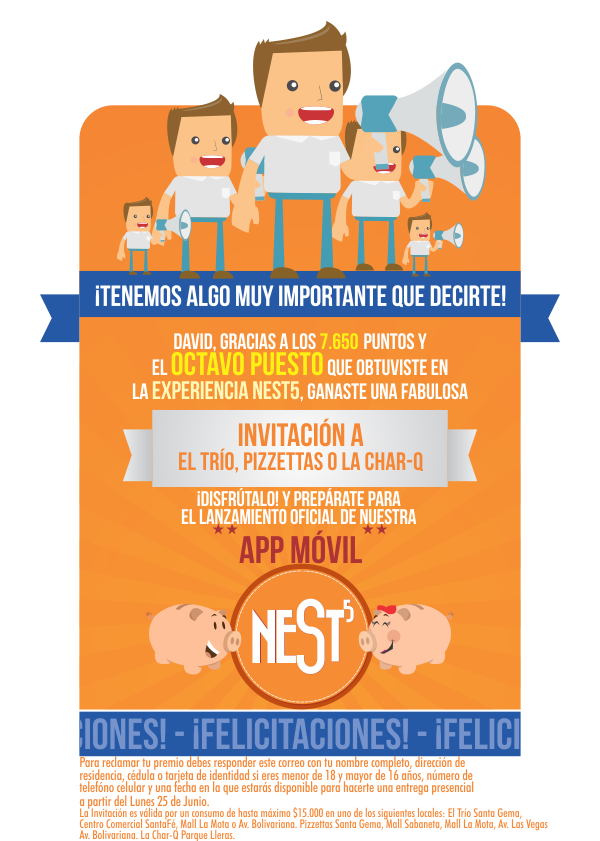 ¡TENEMOS ALGO MUY IMPORTANTE QUE DECIRTE!
DAVID, GRACIAS A LOS 7.650 PUNTOS Y
EL OCTAVO PUESTO QUE OBTUVISTE EN
LA EXPERIENCIA NEST5, GANASTE UNA FABULOSA
INVITACIÓN A
EL TRÍO, PIZZETTAS O LA CHAR-Q
¡DISFRÚTALO! Y PREPÁRATE PARA
EL LANZAMIENTO OFICIAL DE NUESTRA
APP MÓVIL
NEST5
CIONES! - ¡FELICITACIONES! - ¡FELICI
Para reclamar tu premio debes responder este correo con tu nombre completo, dirección de
residencia, cédula o tarjeta de identidad si eres menor de 18 y mayor de 16 años, número de
telefóno celular y una fecha en la que estarás disponible para hacerte una entrega presencial
a partir del Lunes 25 de Junio.
La Invitación es válida por un consumo de hasta máximo $15.000 en uno de los siguientes locales: El Trío Santa Gema,
Centro Comercial SantaFé, Mall La Mota o Av. Bolivariana. Pizzettas Santa Gema, Mall Sabaneta, Mall La Mota, Av. Las Vegas
Av. Bolivariana. La Char-Q Parque Lleras.